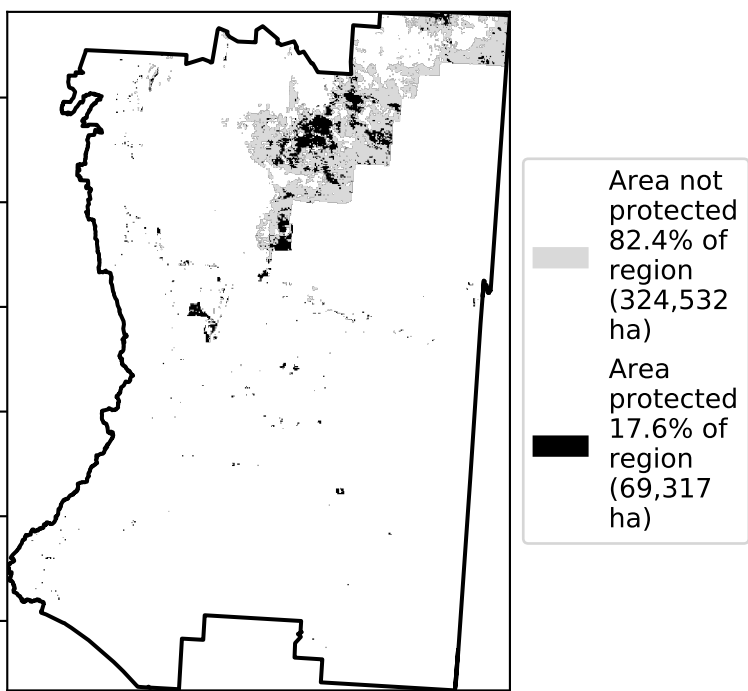 Area not
protected
82.4% of
region
(324,532
ha)
Area
protected
17.6% of
region
(69,317
ha)